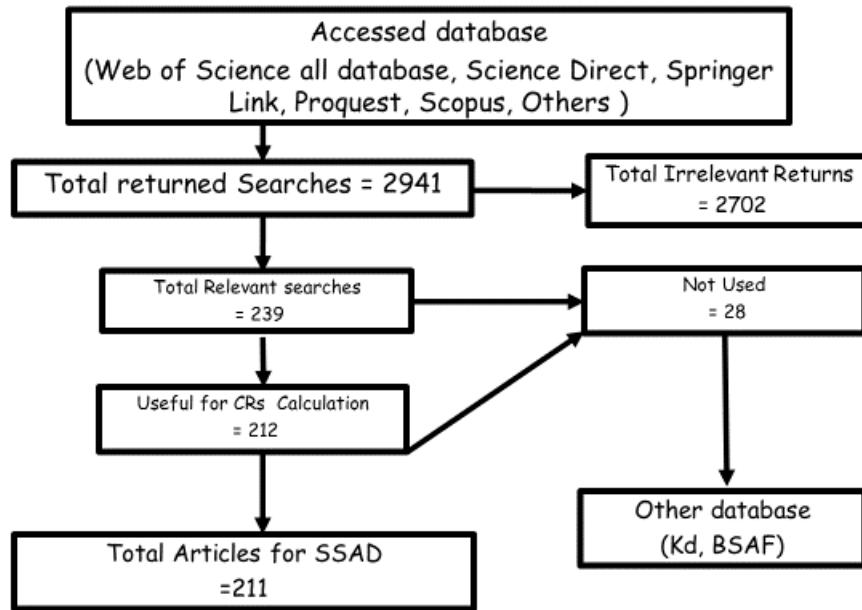 Accessed database
(Web of Science all database, Science Direct, Springer
Link, Proquest, Scopus, Others )
Total returned Searches = 2941
Total Irrelevant Returns
= 2702
Total Relevant searches
= 239
Not Used
= 28
Useful for CRs Calculation
= 212
Other database
(Kd, BSAF)
Total Articles for SSAD
=211